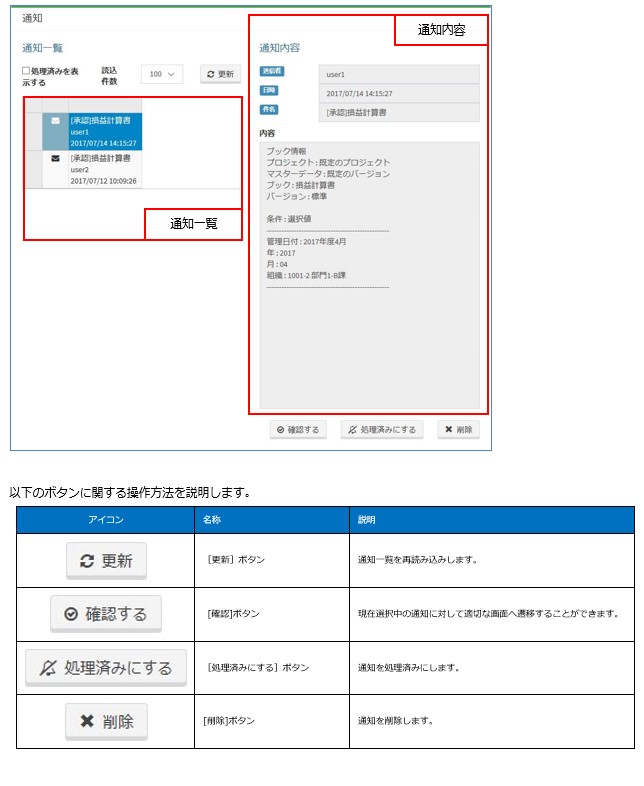 通知
通知内容
通知一覧
通知内容
処理済みを表
示する
読込
件数
100
更新
[承認]損益計算書
user1
2017/07/14 14:15:27
[承認]損益計算書
user2
2017/07/12 10:09:26
通知一覧
送信者
user1
日時
2017/07/14 14:15:27
件名
[承認]損益計算書
内容
ブック情報
プロジェクト : 既定のプロジェクト
マスターデータ : 既定のバージョン
ブック : 損益計算書
バージョン : 標準
条件 : 選択値
--------------------------------------------------
管理日付 : 2017年度4月
年 : 2017
月 : 04
組織 : 1001-2 部門1-B課
--------------------------------------------------
確認する
処理済みにする
削除
以下のボタンに関する操作方法を説明します。
アイコン
名称
説明
更新
［更新］ボタン
通知一覧を再読み込みします。
確認する
[確認]ボタン
現在選択中の通知に対して適切な画面へ遷移することができます。
処理済みにする
［処理済みにする］ボタン
通知を処理済みにします。
削除
[削除]ボタン
通知を削除します。